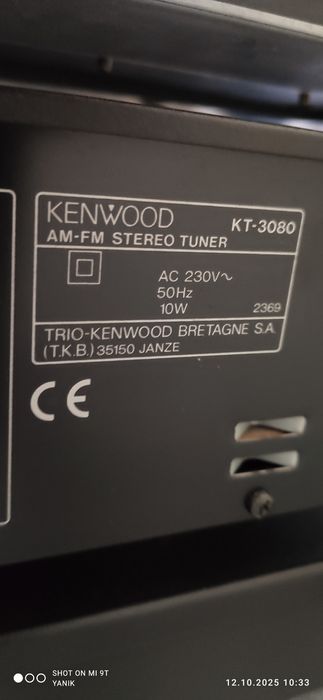 KENWOOD KT-3080
AM-FM STEREO TUNER
AC 230V~
50Hz
10W 2369
TRIO-KENWOOD BRETAGNE S.A.
(T.K.B.) 35150 JANZE
CE
SHOT ON MI 9T
YANIK
12.10.2025 10:33